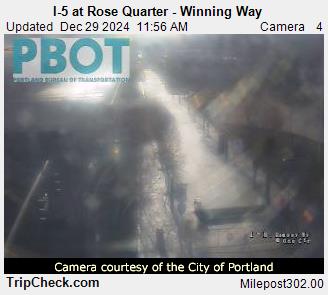 I-5 at Rose Quarter - Winning Way
Updated Dec 29 2024 11:56 AM Camera 4
PBOT
PORTLAND BUREAU OF TRANSPORTATION
Camera courtesy of the City of Portland
TripCheck.com Milepost302.00